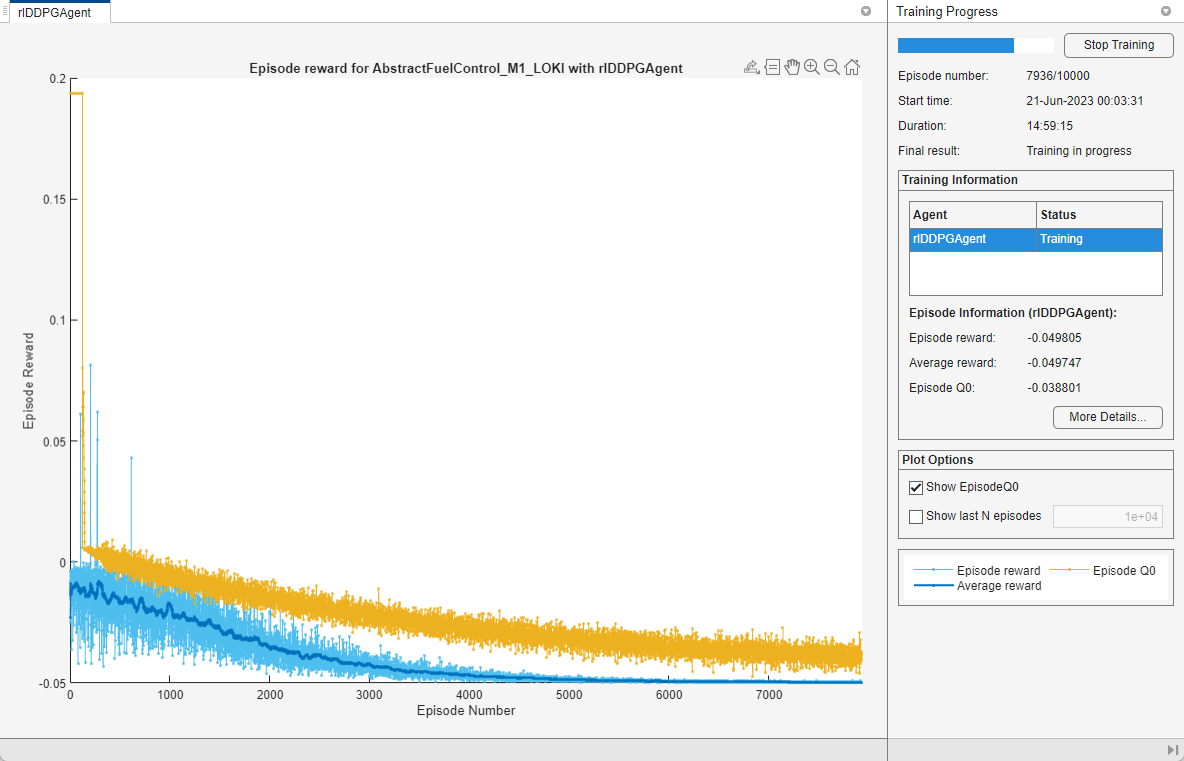 rlDDPGAgent
Episode reward for AbstractFuelControl_M1_LOKI with rlDDPGAgent
0.2
0.15
0.1
0.05
0
-0.05
Episode Reward
1000 2000 3000 4000 5000 6000 7000
Episode Number
Training Progress
Stop Training
Episode number: 7936/10000
Start time: 21-Jun-2023 00:03:31
Duration: 14:59:15
Final result: Training in progress
Training Information
Agent Status
rlDDPGAgent Training
Episode Information (rlDDPGAgent):
Episode reward: -0.049805
Average reward: -0.049747
Episode Q0: -0.038801
More Details...
Plot Options
Show EpisodeQ0
Show last N episodes 1e+04
Episode reward Episode Q0
Average reward